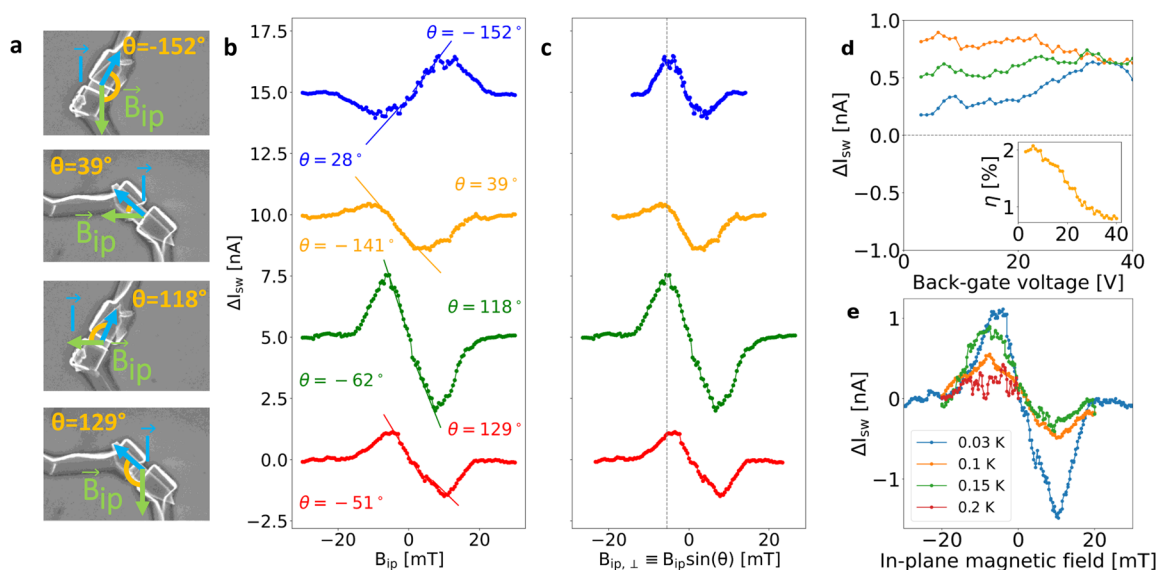 a
θ=-152°
I
B_ip
θ=39°
I
B_ip
I
θ=118°
B_ip
θ=129°
I
B_ip
b
ΔI_sw [nA]
17.5
15.0
12.5
10.0
7.5
5.0
2.5
0.0
−2.5
θ = −152°
θ = 28°
θ = 39°
θ = −141°
θ = 118°
θ = −62°
θ = 129°
θ = −51°
−20
0
20
B_ip [mT]
c
−20
0
20
B_ip, ⊥ ≡ B_ip sin(θ) [mT]
d
ΔI_sw [nA]
1.0
0.5
0.0
−0.5
−1.0
η [%]
2
1
0
20
40
0
10
20
30
40
Back-gate voltage [V]
e
ΔI_sw [nA]
1
0
−1
0.03 K
0.1 K
0.15 K
0.2 K
−20
0
20
In-plane magnetic field [mT]